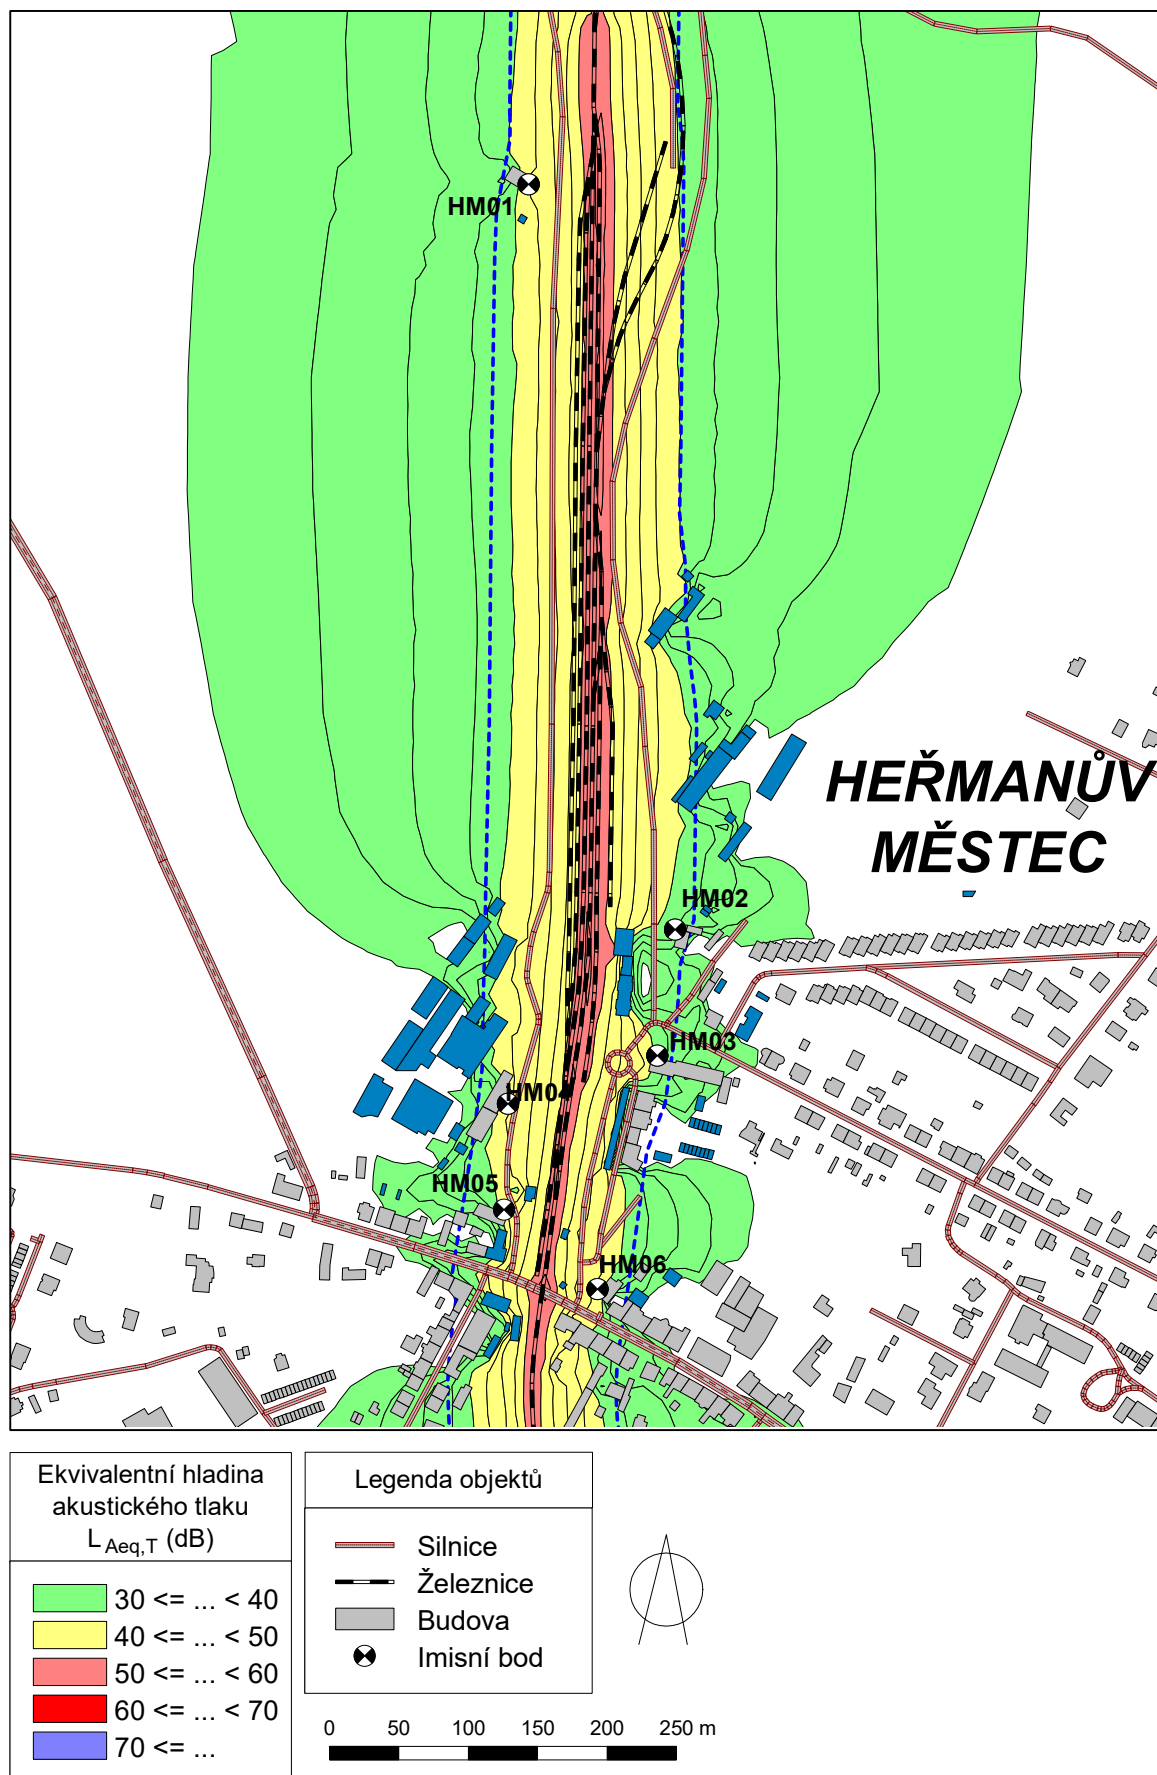 HM01
HEŘMANŮV
MĚSTEC
HM02
HM03
HM04
HM05
HM06
Ekvivalentní hladina
akustického tlaku
L Aeq,T (dB)
30 <= ... < 40
40 <= ... < 50
50 <= ... < 60
60 <= ... < 70
70 <= ...
Legenda objektů
Silnice
Železnice
Budova
Imisní bod
0 50 100 150 200 250 m